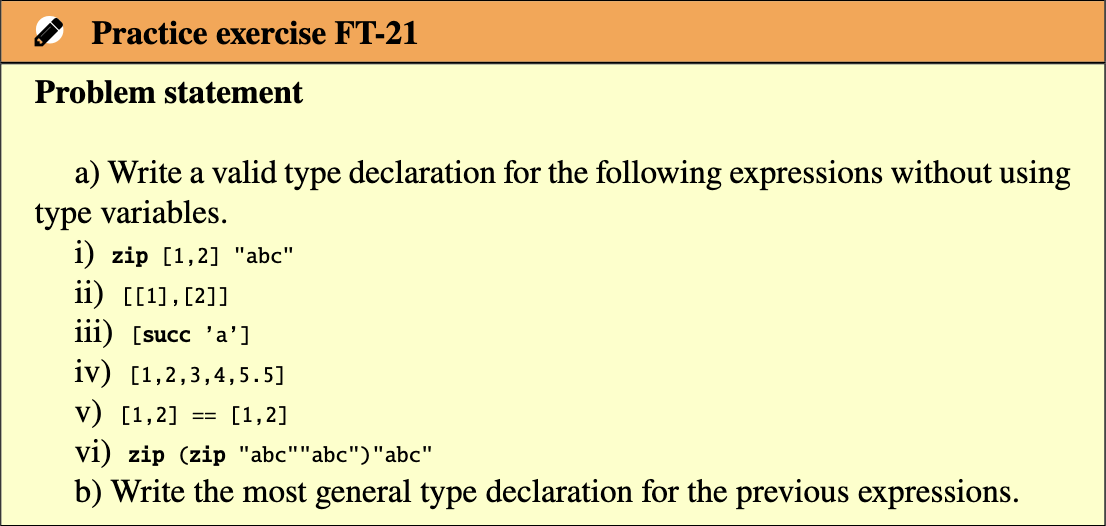 Practice exercise FT-21
Problem statement
a) Write a valid type declaration for the following expressions without using
type variables.
i) zip [1,2] "abc"
ii) [[1],[2]]
iii) [succ ’a’]
iv) [1,2,3,4,5.5]
v) [1,2] == [1,2]
vi) zip (zip "abc""abc")"abc"
b) Write the most general type declaration for the previous expressions.